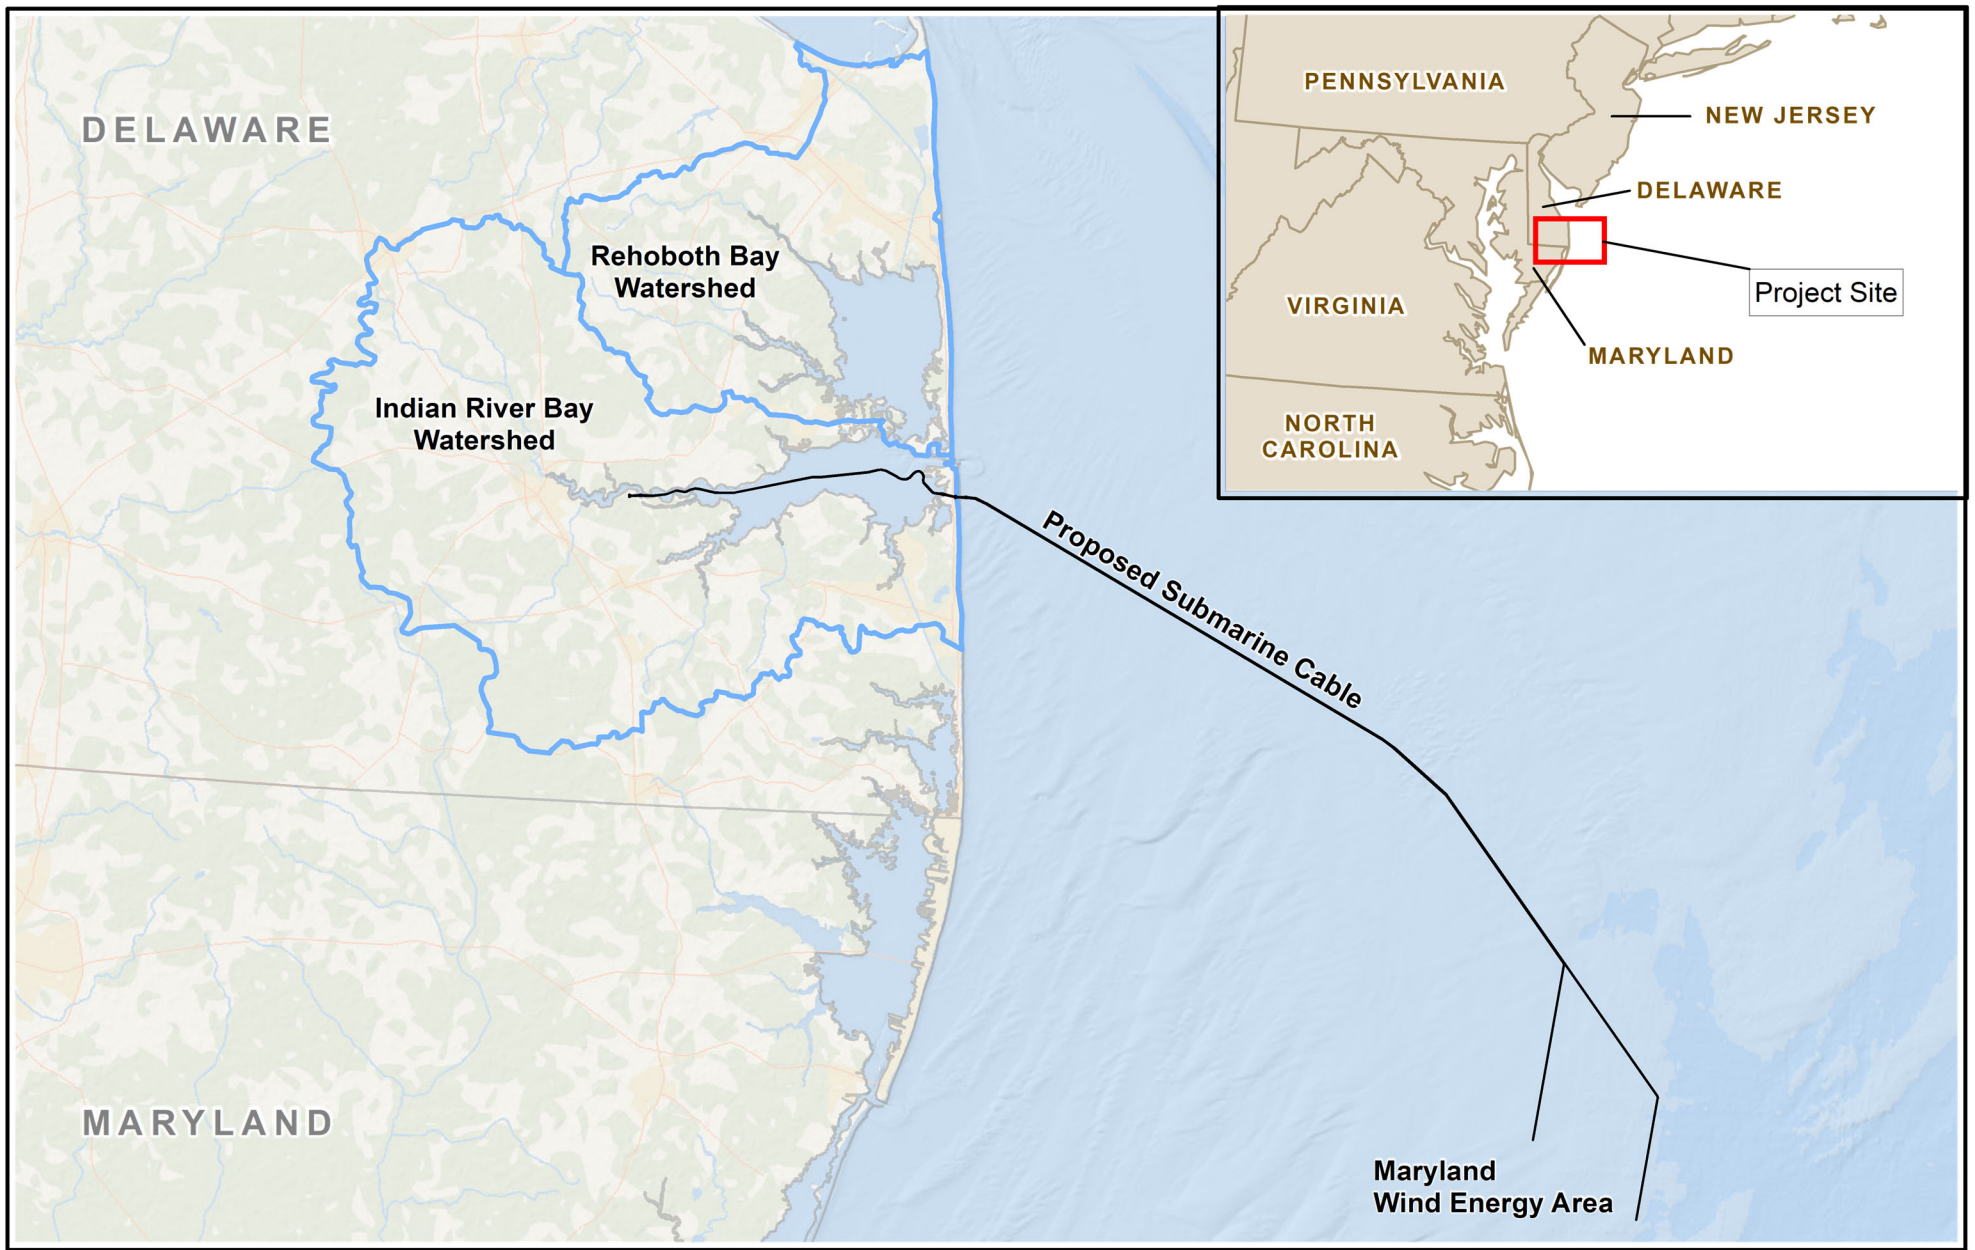 DELAWARE
Rehoboth Bay
Watershed
Indian River Bay
Watershed
Proposed Submarine Cable
MARYLAND
Maryland
Wind Energy Area
PENNSYLVANIA
NEW JERSEY
DELAWARE
Project Site
VIRGINIA
MARYLAND
NORTH
CAROLINA